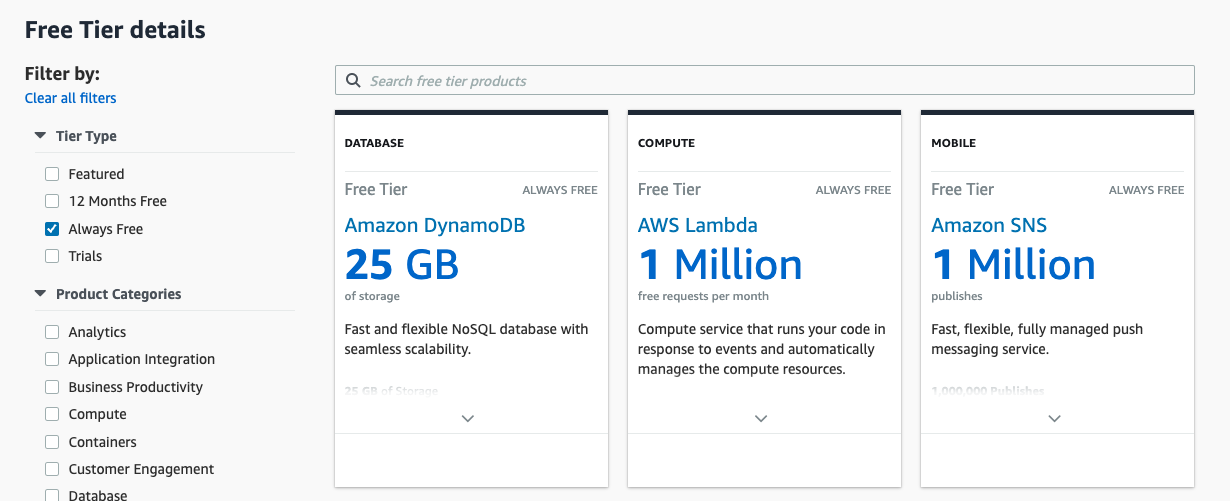 Free Tier details
Filter by:
Clear all filters
Tier Type
Featured
12 Months Free
Always Free
Trials
Product Categories
Analytics
Application Integration
Business Productivity
Compute
Containers
Customer Engagement
Database
Search free tier products
DATABASE
Free Tier ALWAYS FREE
Amazon DynamoDB
25 GB
of storage
Fast and flexible NoSQL database with
seamless scalability.
25 GB of Storage
COMPUTE
Free Tier ALWAYS FREE
AWS Lambda
1 Million
free requests per month
Compute service that runs your code in
response to events and automatically
manages the compute resources.
MOBILE
Free Tier ALWAYS FREE
Amazon SNS
1 Million
publishes
Fast, flexible, fully managed push
messaging service.
1,000,000 Publishes